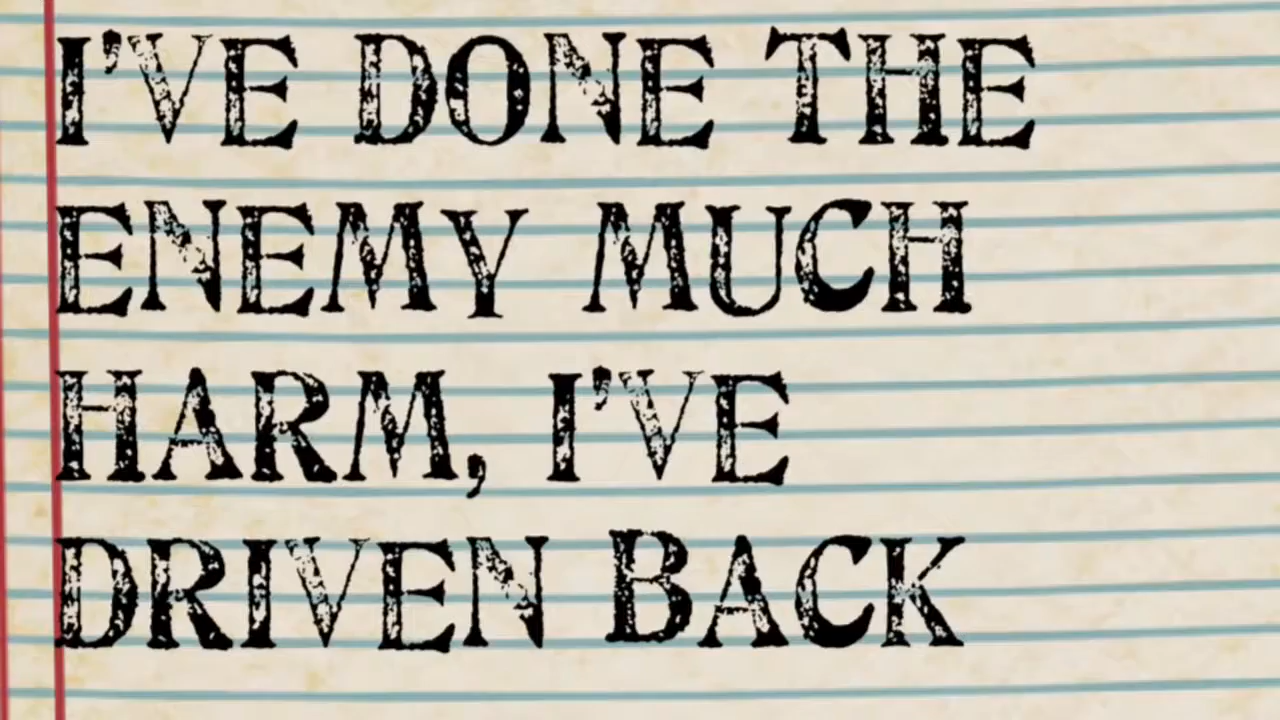 I'VE DONE THE
ENEMY MUCH
HARM, I'VE
DRIVEN BACK